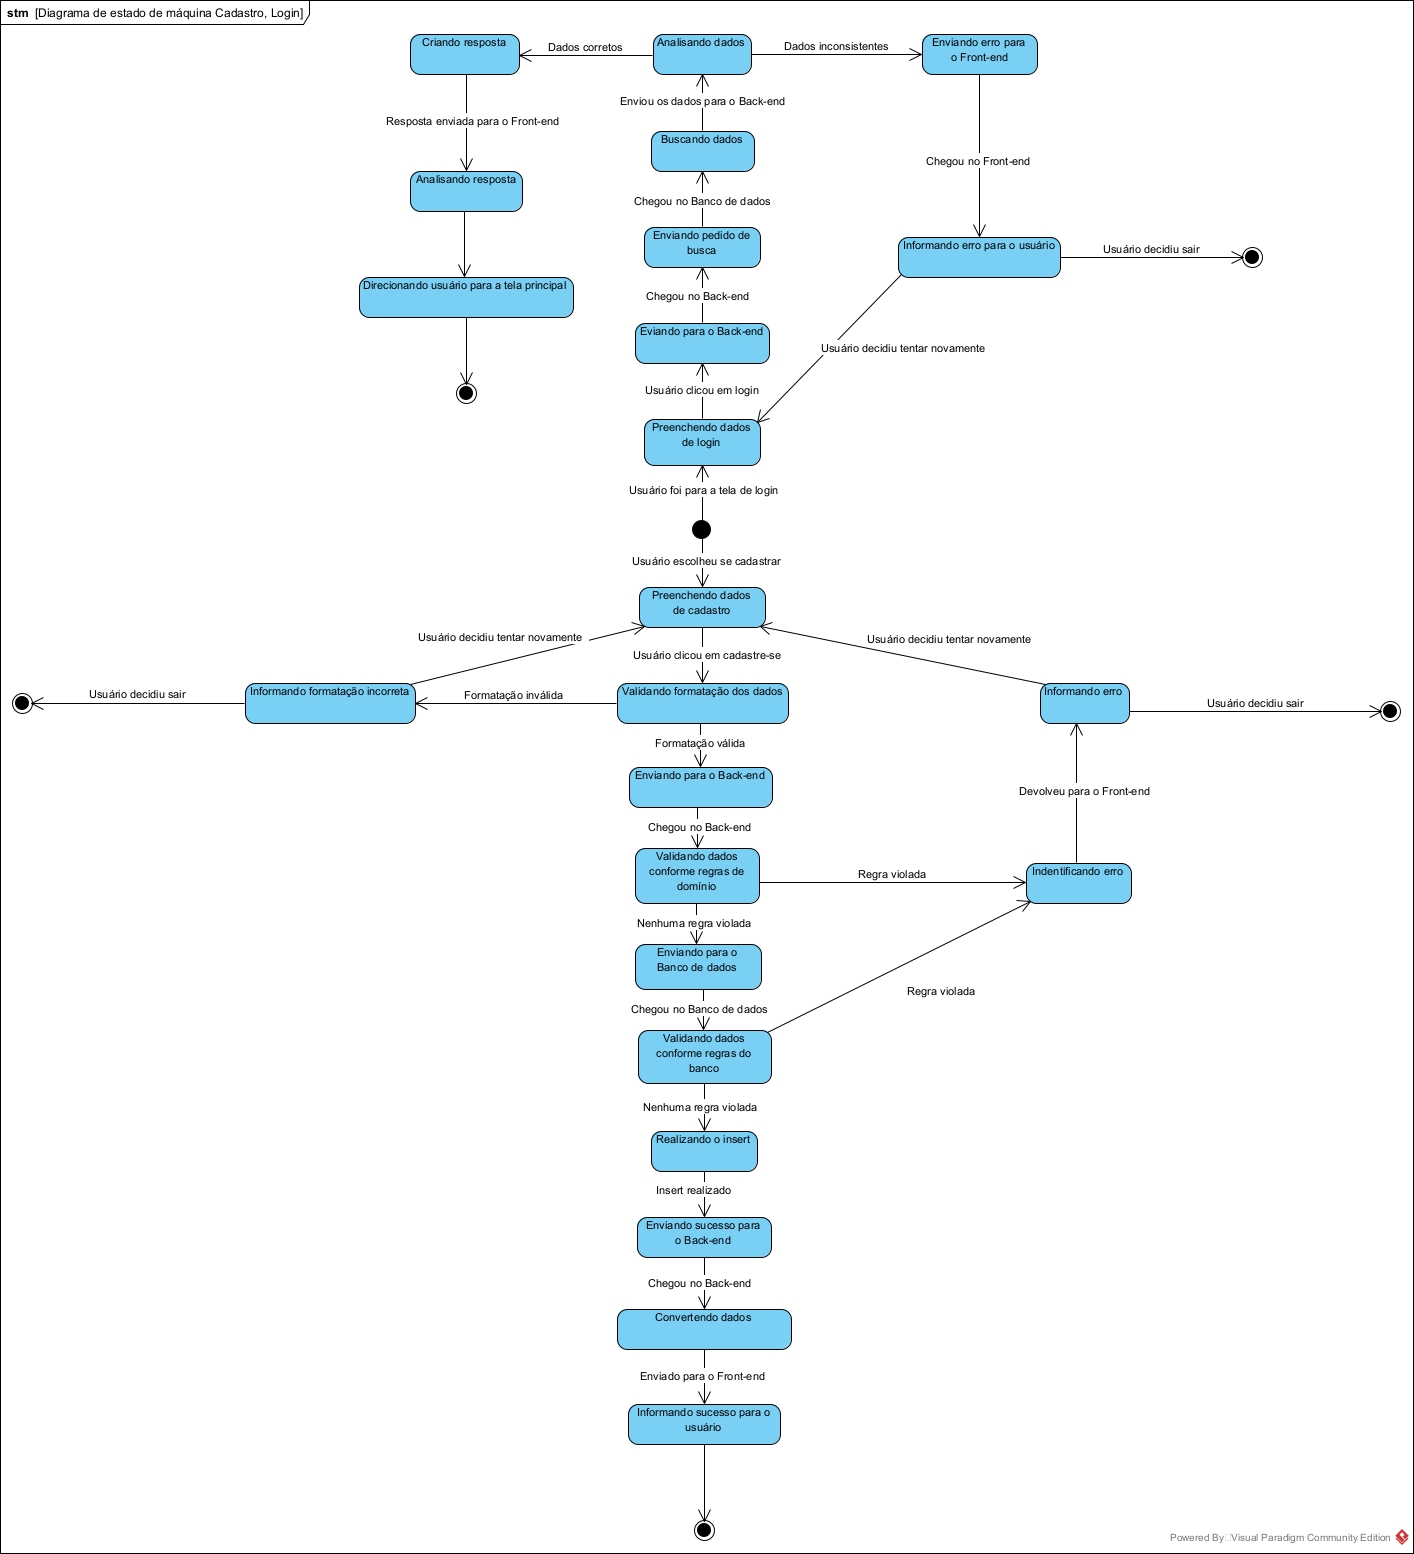 stm [Diagrama de estado de máquina Cadastro, Login]
Criando resposta
Dados corretos
Analisando dados
Dados inconsistentes
Enviando erro para
o Front-end
Enviou os dados para o Back-end
Resposta enviada para o Front-end
Buscando dados
Chegou no Front-end
Analisando resposta
Chegou no Banco de dados
Enviando pedido de
busca
Informando erro para o usuário
Usuário decidiu sair
Direcionando usuário para a tela principal
Chegou no Back-end
Eviando para o Back-end
Usuário decidiu tentar novamente
Usuário clicou em login
Preenchendo dados
de login
Usuário foi para a tela de login
Usuário escolheu se cadastrar
Preenchendo dados
de cadastro
Usuário decidiu tentar novamente
Usuário decidiu tentar novamente
Usuário clicou em cadastre-se
Usuário decidiu sair
Informando formatação incorreta
Formatação inválida
Validando formatação dos dados
Informando erro
Usuário decidiu sair
Formatação válida
Enviando para o Back-end
Devolveu para o Front-end
Chegou no Back-end
Validando dados
conforme regras de
domínio
Regra violada
Indentificando erro
Nenhuma regra violada
Enviando para o
Banco de dados
Regra violada
Chegou no Banco de dados
Validando dados
conforme regras do
banco
Nenhuma regra violada
Realizando o insert
Insert realizado
Enviando sucesso para
o Back-end
Chegou no Back-end
Convertendo dados
Enviado para o Front-end
Informando sucesso para o
usuário
Powered By Visual Paradigm Community Edition